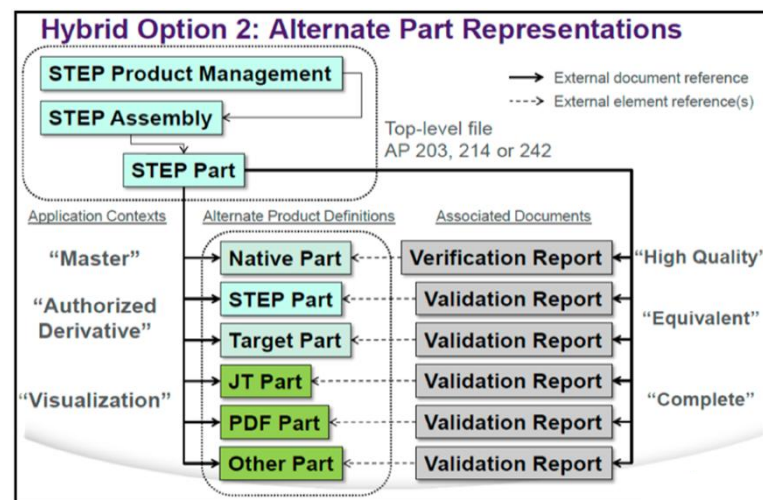 Hybrid Option 2: Alternate Part Representations
STEP Product Management
External document reference
External element reference(s)
STEP Assembly
Top-level file
AP 203, 214 or 242
STEP Part
Application Contexts
Alternate Product Definitions
Associated Documents
“Master”
Native Part
Verification Report
“High Quality”
“Authorized
Derivative”
STEP Part
Validation Report
“Equivalent”
Target Part
Validation Report
“Visualization”
JT Part
Validation Report
“Complete”
PDF Part
Validation Report
Other Part
Validation Report